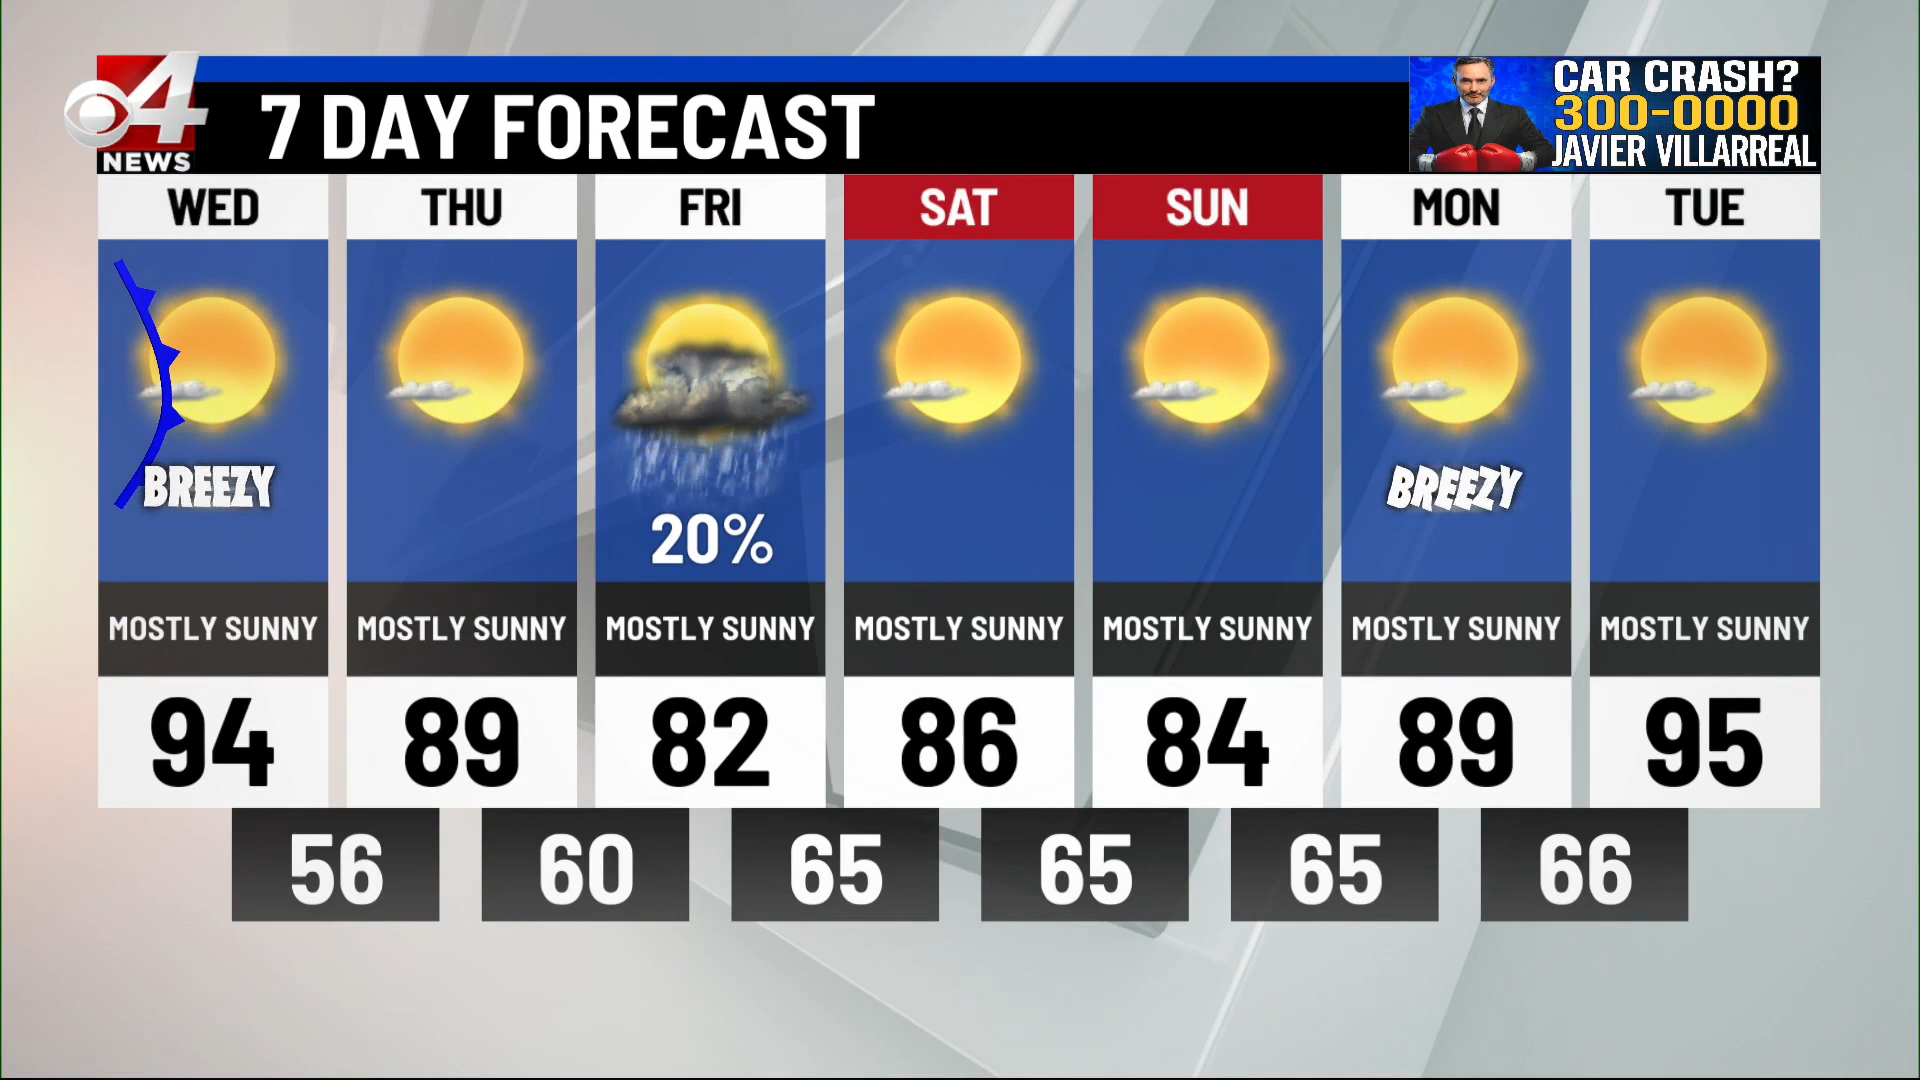 4
NEWS
7 DAY FORECAST
CAR CRASH?
300-0000
JAVIER VILLARREAL
WED THU FRI SAT SUN MON TUE
BREEZY BREEZY
20%
MOSTLY SUNNY MOSTLY SUNNY MOSTLY SUNNY MOSTLY SUNNY MOSTLY SUNNY MOSTLY SUNNY MOSTLY SUNNY
94 89 82 86 84 89 95
56 60 65 65 65 66